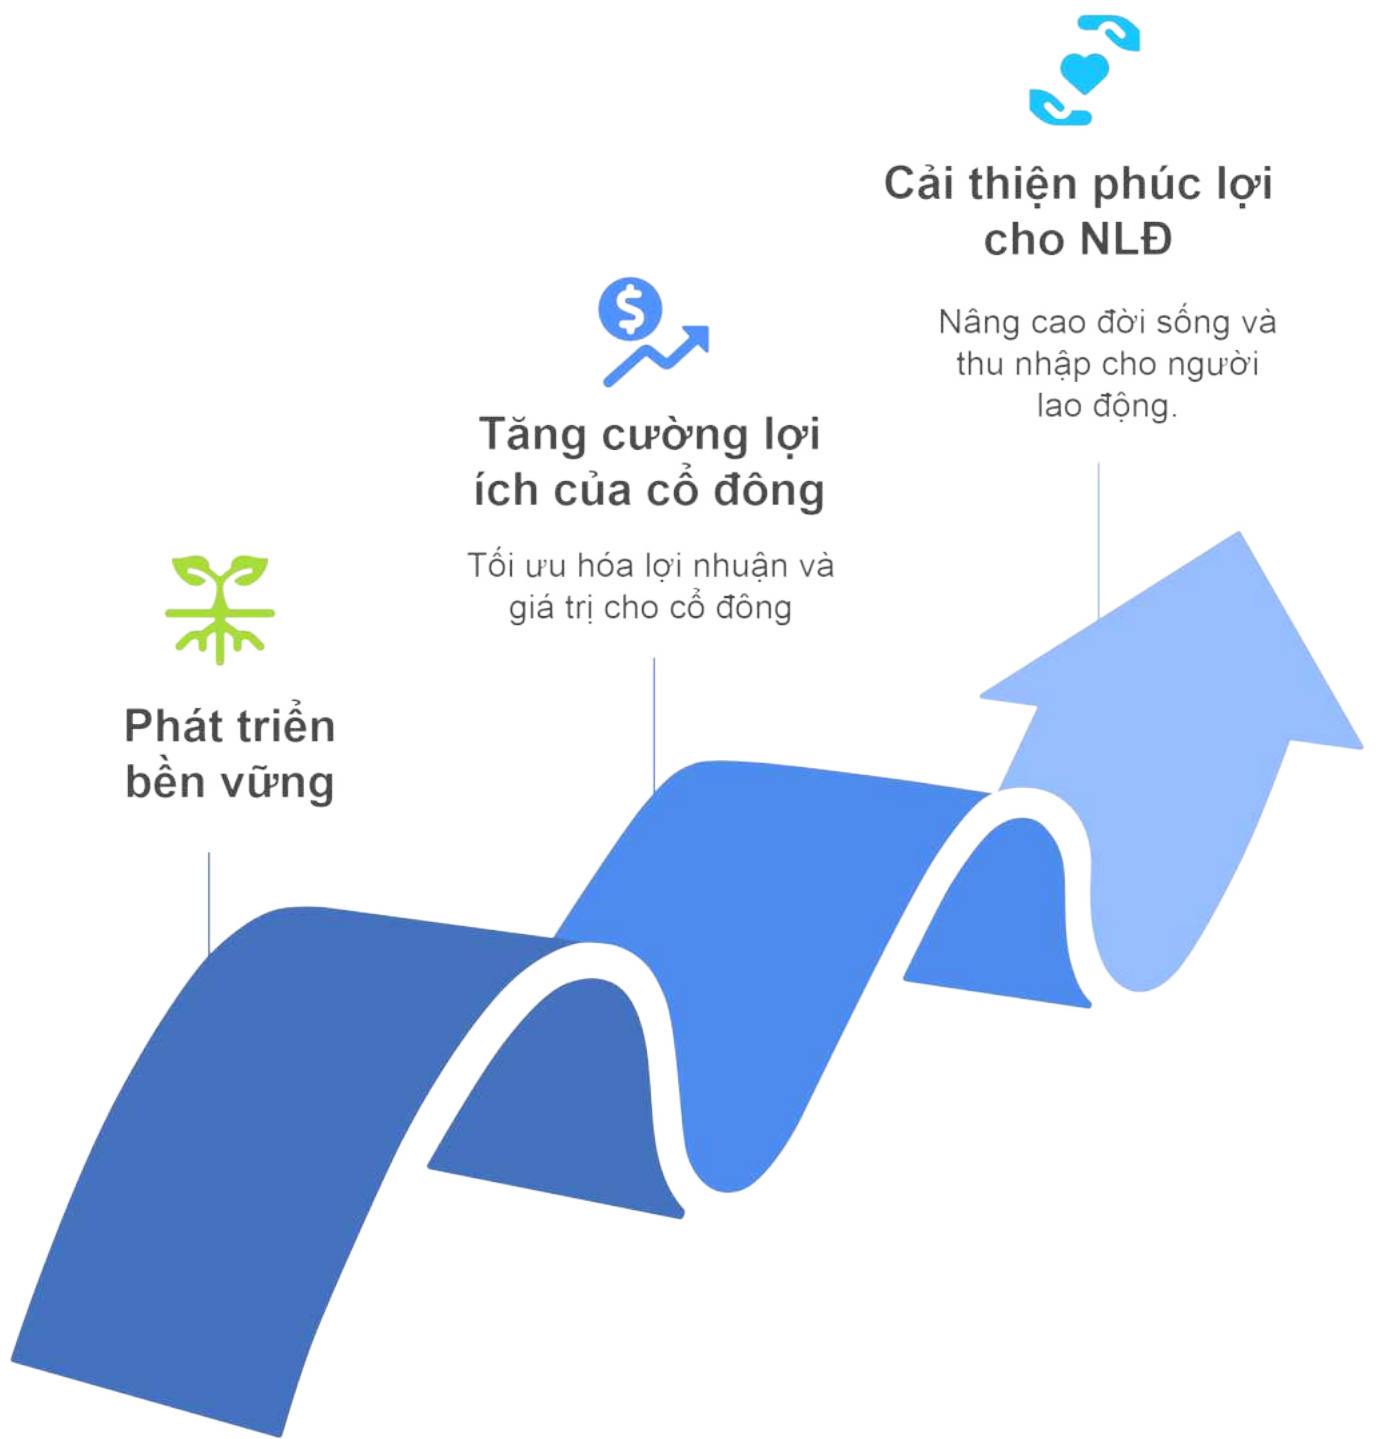 Cải thiện phúc lợi
cho NLĐ
Nâng cao đời sống và
thu nhập cho người
lao động.
Tăng cường lợi
ích của cổ đông
Tối ưu hóa lợi nhuận và
giá trị cho cổ đông
Phát triển
bền vững